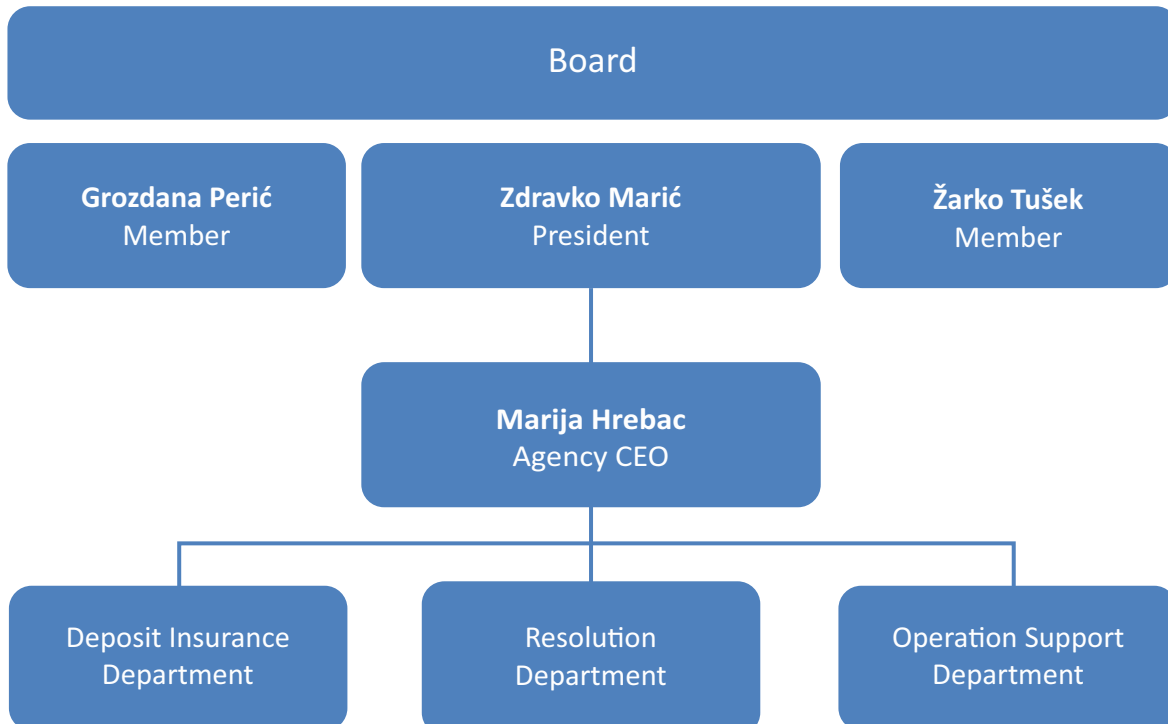 Board
Grozdana Perić
Member
Zdravko Marić
President
Žarko Tušek
Member
Marija Hrebac
Agency CEO
Deposit Insurance
Department
Resolution
Department
Operation Support
Department